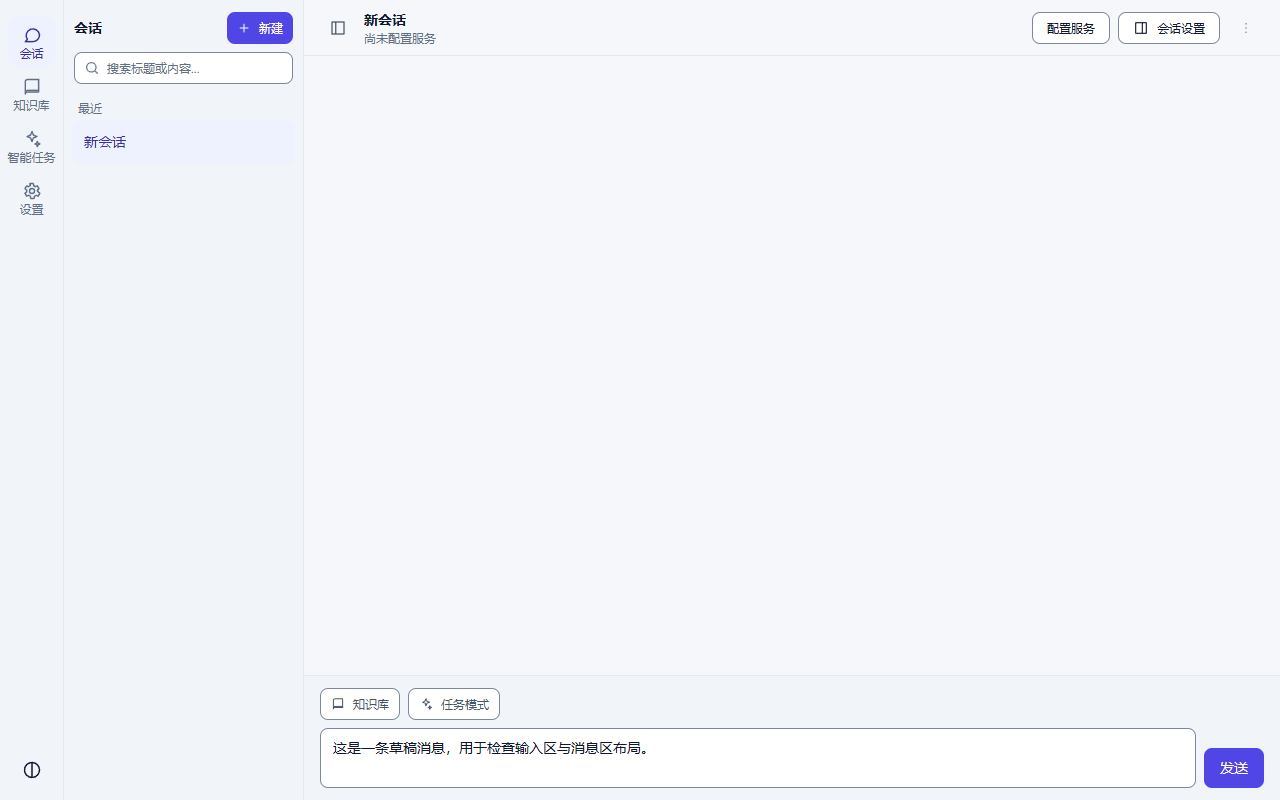 会话
知识库
智能任务
设置
会话
新建
搜索标题或内容...
最近
新会话
新会话
尚未配置服务
配置服务
会话设置
知识库
任务模式
这是一条草稿消息，用于检查输入区与消息区布局。
发送